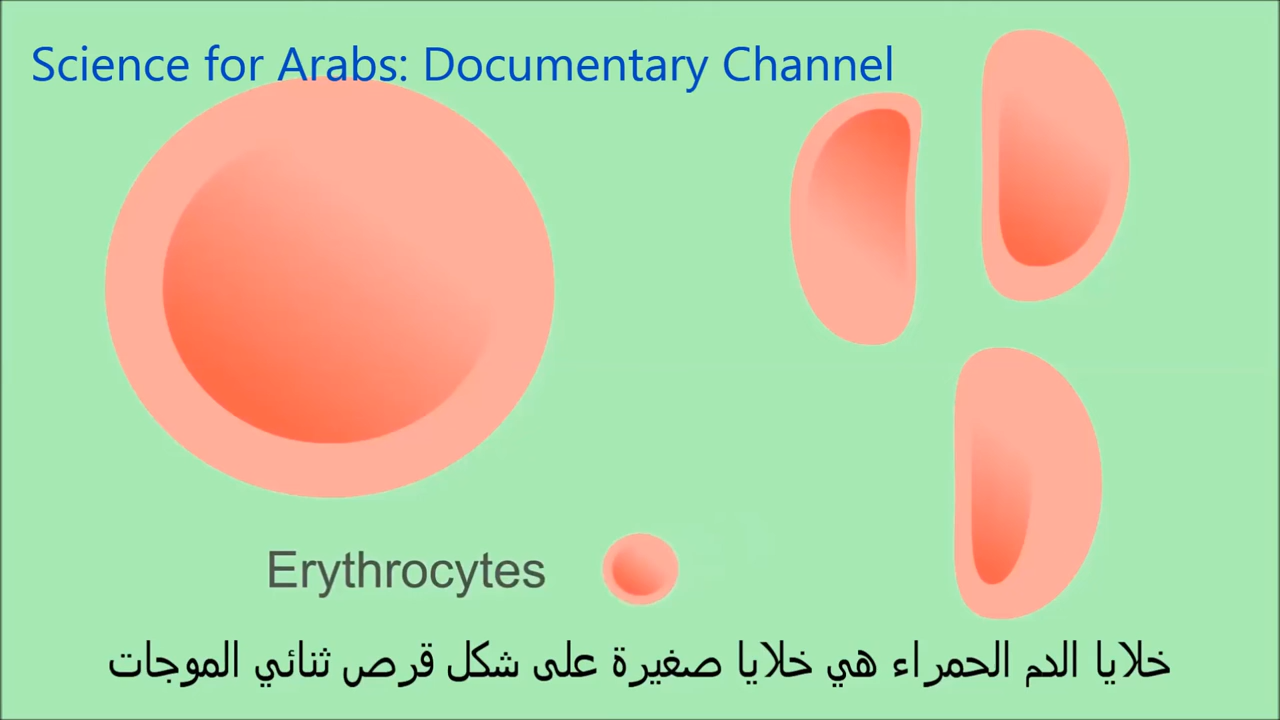 Science for Arabs: Documentary Channel
Erythrocytes
خلايا الدم الحمراء هي خلايا صغيرة على شكل قرص ثنائي الموجات